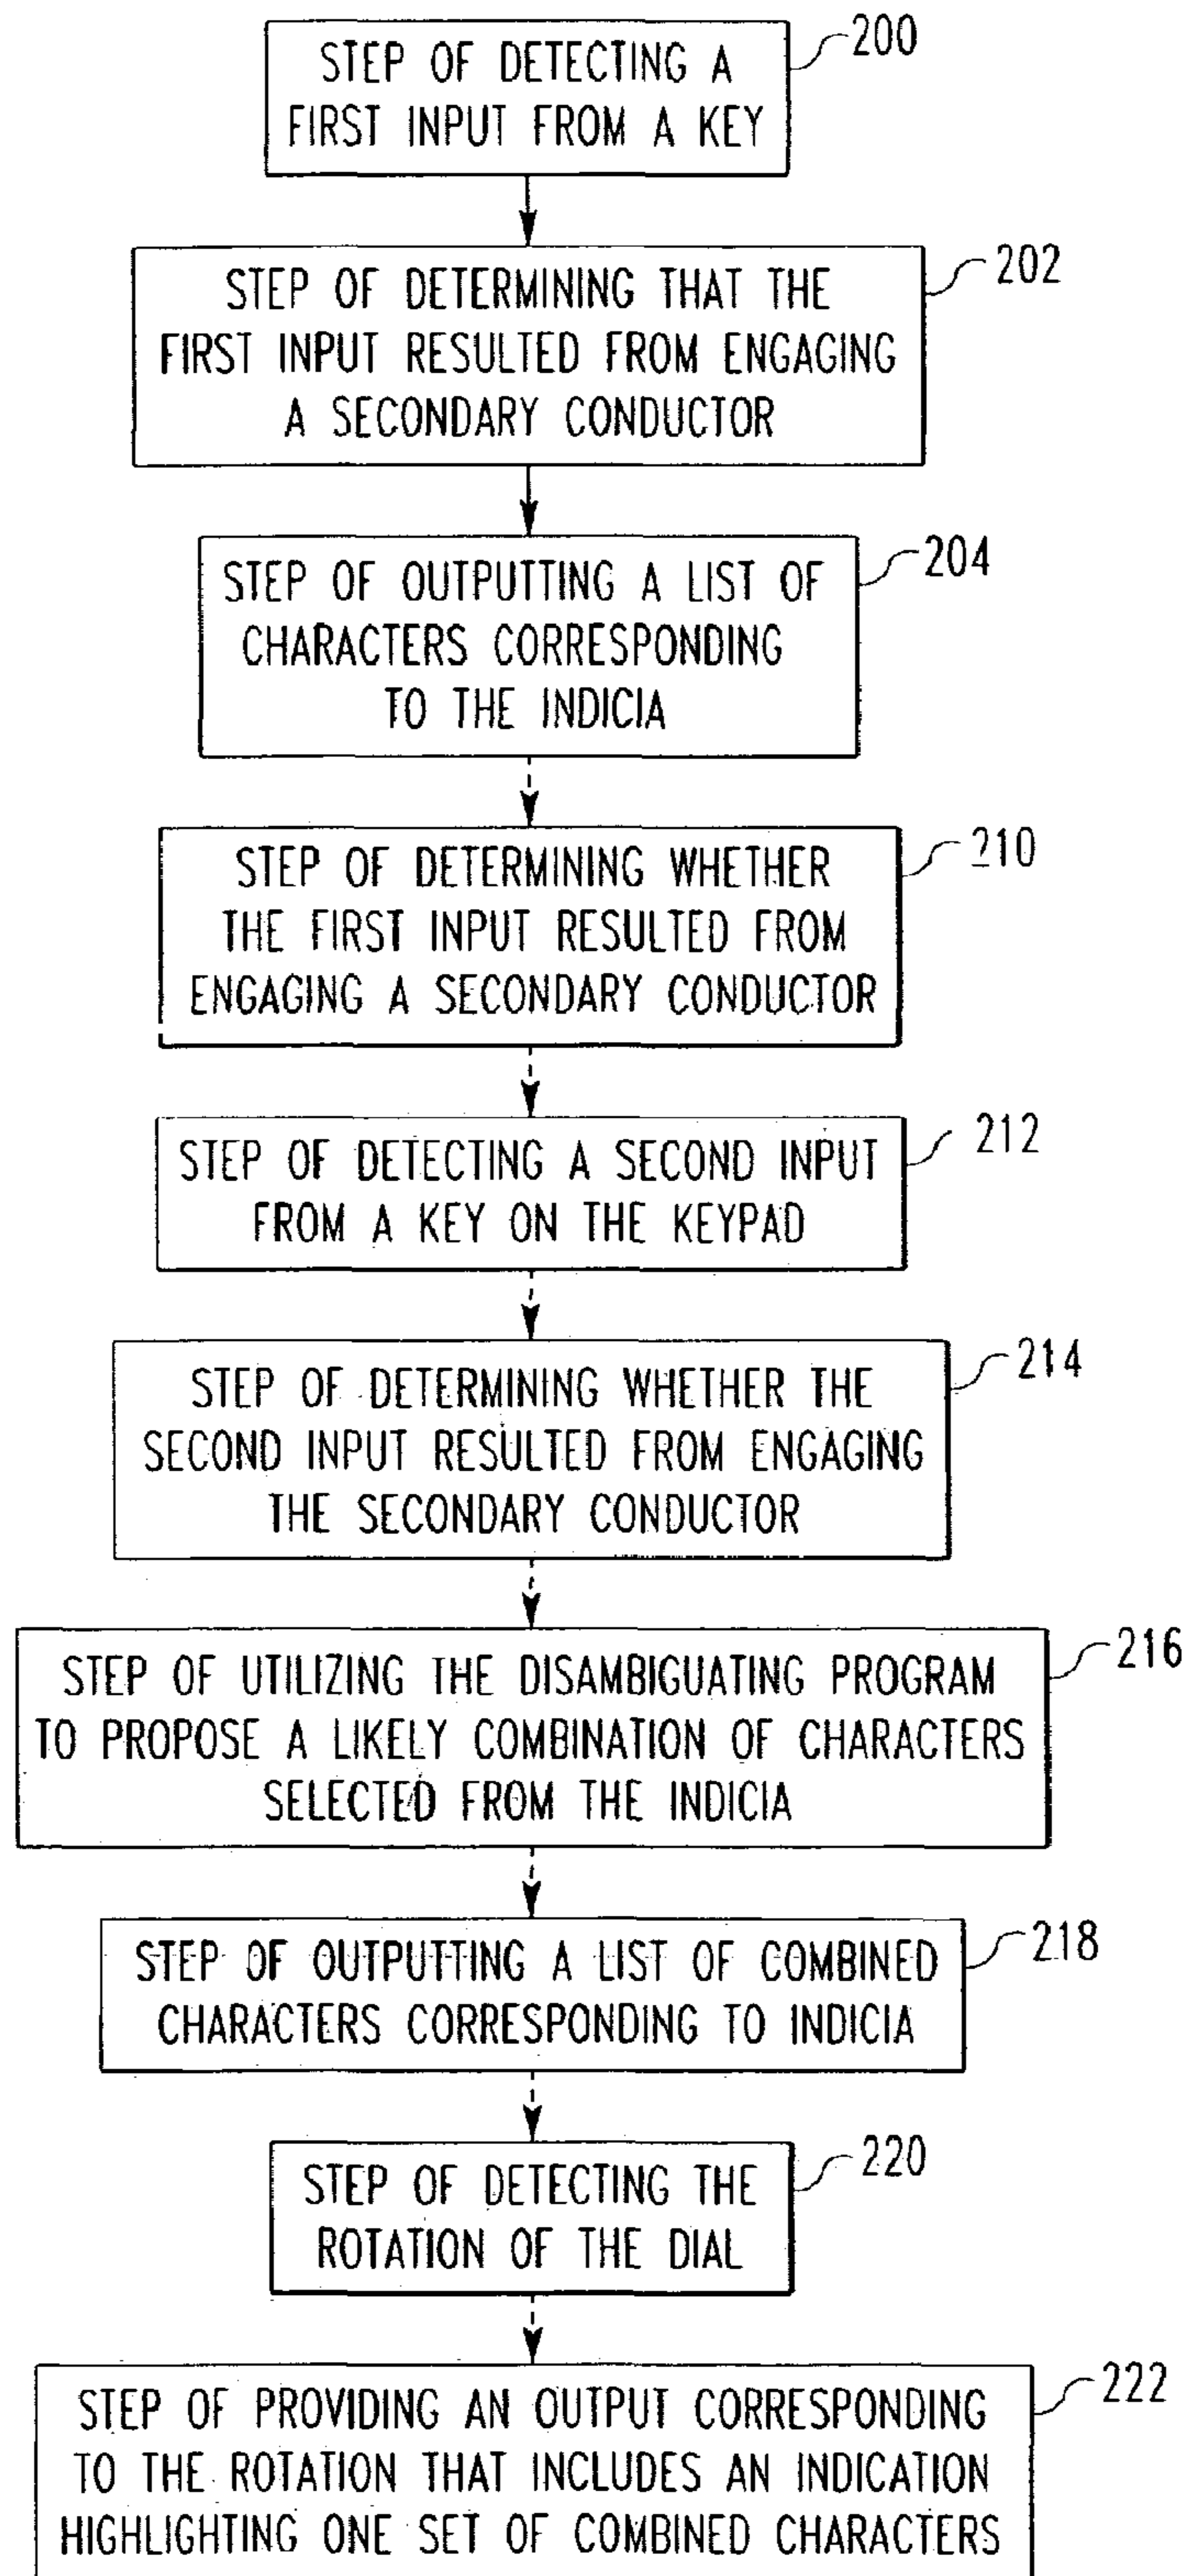 STEP OF DETECTING A
FIRST INPUT FROM A KEY
200
STEP OF DETERMINING THAT THE
FIRST INPUT RESULTED FROM ENGAGING
A SECONDARY CONDUCTOR
202
STEP OF OUTPUTTING A LIST OF
CHARACTERS CORRESPONDING
TO THE INDICIA
204
STEP OF DETERMINING WHETHER
THE FIRST INPUT RESULTED FROM
ENGAGING A SECONDARY CONDUCTOR
210
STEP OF DETECTING A SECOND INPUT
FROM A KEY ON THE KEYPAD
212
STEP OF DETERMINING WHETHER THE
SECOND INPUT RESULTED FROM ENGAGING
THE SECONDARY CONDUCTOR
214
STEP OF UTILIZING THE DISAMBIGUATING PROGRAM
TO PROPOSE A LIKELY COMBINATION OF CHARACTERS
SELECTED FROM THE INDICIA
216
STEP OF OUTPUTTING A LIST OF COMBINED
CHARACTERS CORRESPONDING TO INDICIA
218
STEP OF DETECTING THE
ROTATION OF THE DIAL
220
STEP OF PROVIDING AN OUTPUT CORRESPONDING
TO THE ROTATION THAT INCLUDES AN INDICATION
HIGHLIGHTING ONE SET OF COMBINED CHARACTERS
222